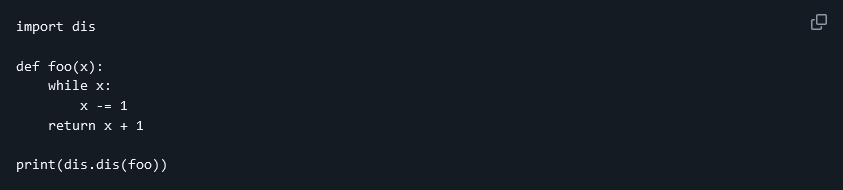 import dis

def foo(x):
    while x:
        x -= 1
    return x + 1

print(dis.dis(foo))